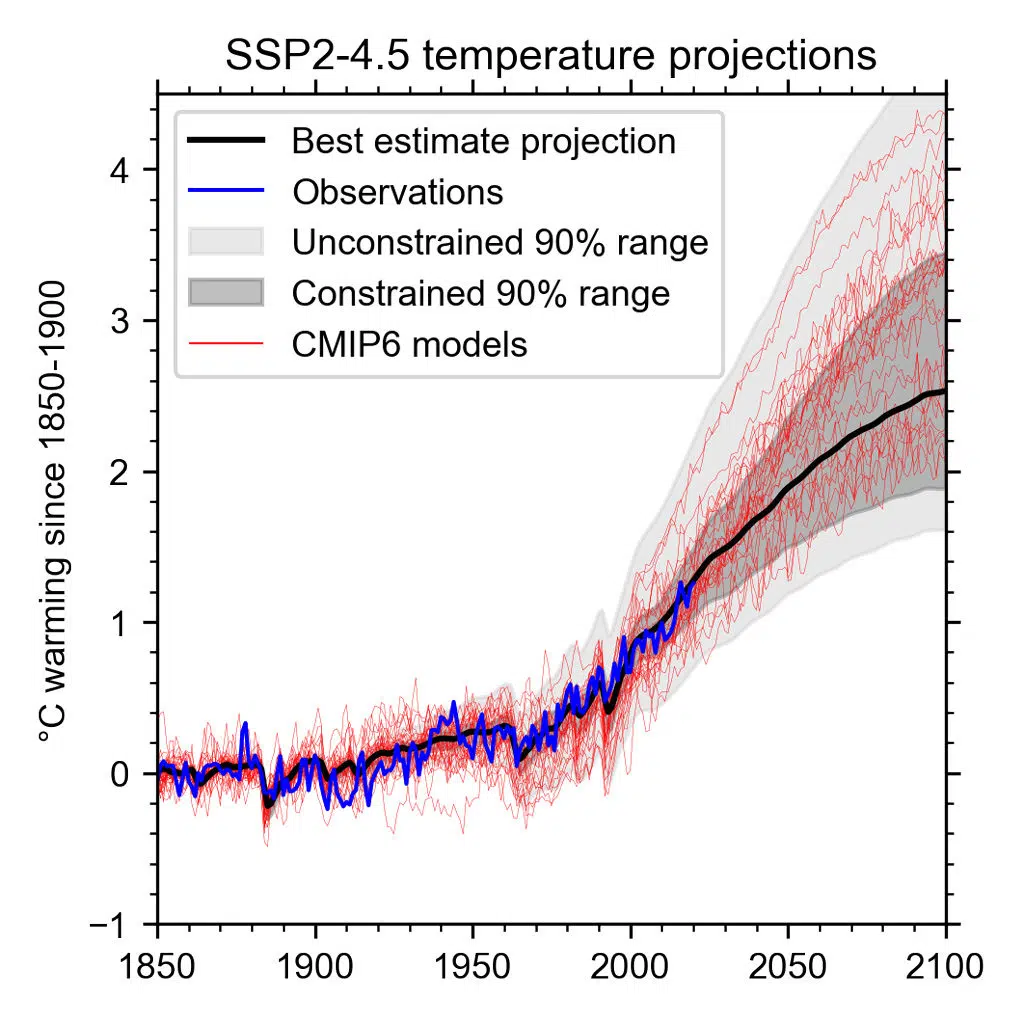 SSP2-4.5 temperature projections
Best estimate projection
Observations
Unconstrained 90% range
Constrained 90% range
CMIP6 models
°C warming since 1850-1900
4
3
2
1
0
−1
1850
1900
1950
2000
2050
2100